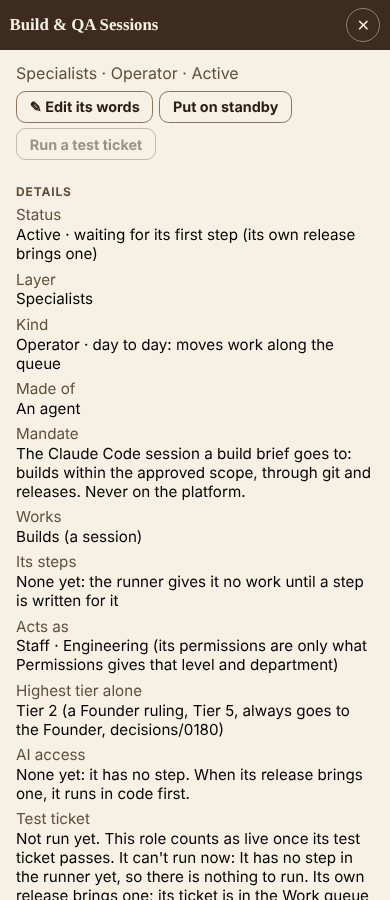 Build & QA Sessions
✕
Specialists · Operator · Active
✎ Edit its words
Put on standby
Run a test ticket
DETAILS
Status
Active · waiting for its first step (its own release
brings one)
Layer
Specialists
Kind
Operator · day to day: moves work along the
queue
Made of
An agent
Mandate
The Claude Code session a build brief goes to:
builds within the approved scope, through git and
releases. Never on the platform.
Works
Builds (a session)
Its steps
None yet: the runner gives it no work until a step
is written for it
Acts as
Staff · Engineering (its permissions are only what
Permissions gives that level and department)
Highest tier alone
Tier 2 (a Founder ruling, Tier 5, always goes to
the Founder, decisions/0180)
AI access
None yet: it has no step. When its release brings
one, it runs in code first.
Test ticket
Not run yet. This role counts as live once its test
ticket passes. It can't run now: It has no step in
the runner yet, so there is nothing to run. Its own
release brings one; its ticket is in the Work queue